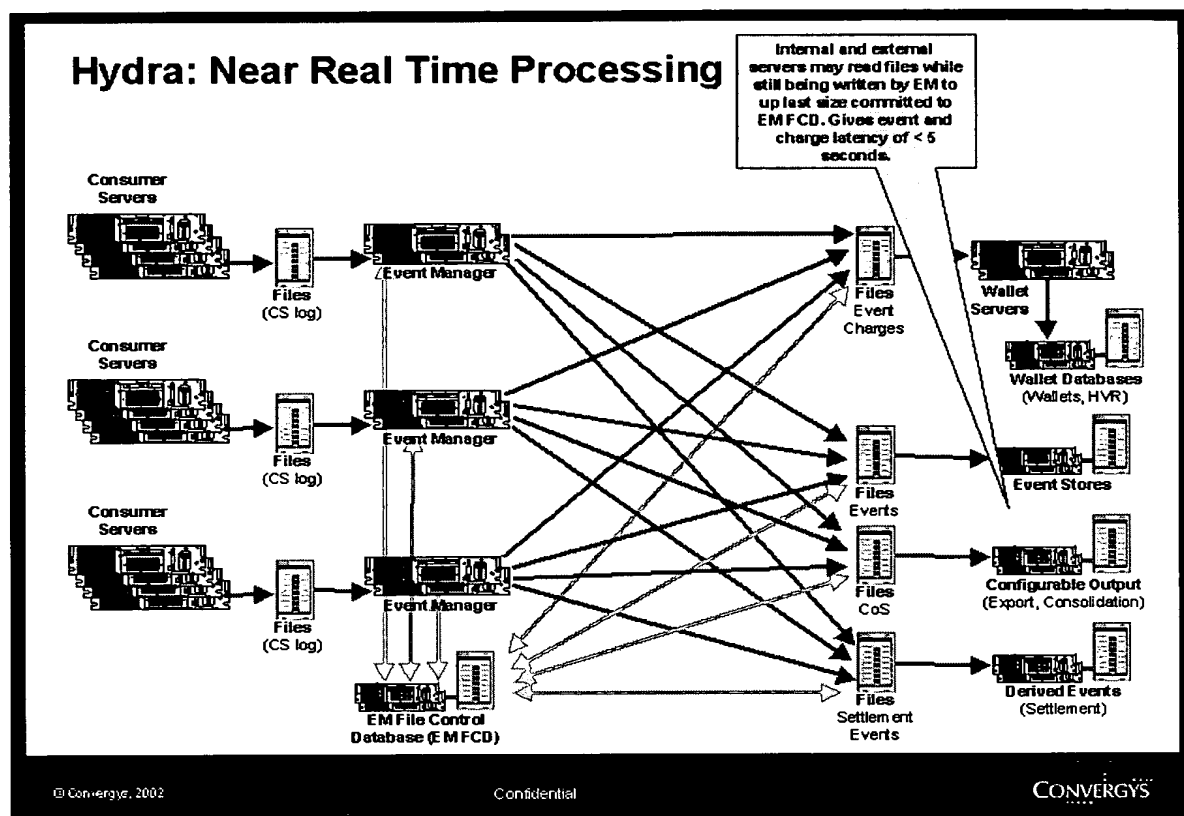 Hydra: Near Real Time Processing
Internal and external
servers may read files while
still being written by EM to
up last size committed to
EMFCD. Gives event and
charge latency of < 5
seconds.
Consumer
Servers
Files
(CS log)
Event Manager
Files
Event
Charges
Wallet
Servers
Wallet Databases
(Wallets, HVR)
Consumer
Servers
Files
(CS log)
Event Manager
Files
Events
Event Stores
Consumer
Servers
Files
(CS log)
Event Manager
Files
CoS
Configurable Output
(Export, Consolidation)
EM File Control
Database (EMFCD)
Files
Settlement
Events
Derived Events
(Settlement)
© Convergys, 2002
Confidential
CONVERGYS